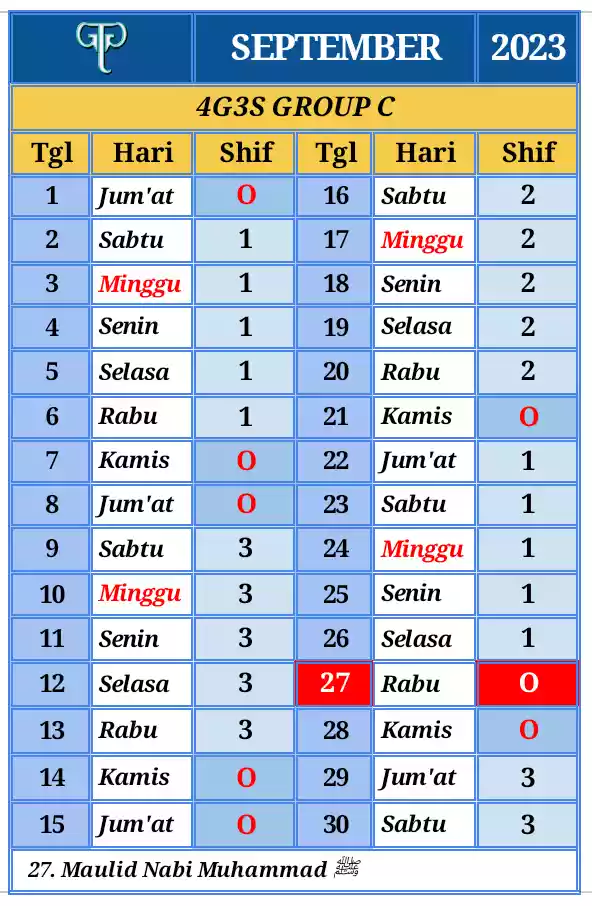 GTP SEPTEMBER 2023
4G3S GROUP C
Tgl Hari Shif Tgl Hari Shif
1 Jum'at O 16 Sabtu 2
2 Sabtu 1 17 Minggu 2
3 Minggu 1 18 Senin 2
4 Senin 1 19 Selasa 2
5 Selasa 1 20 Rabu 2
6 Rabu 1 21 Kamis O
7 Kamis O 22 Jum'at 1
8 Jum'at O 23 Sabtu 1
9 Sabtu 3 24 Minggu 1
10 Minggu 3 25 Senin 1
11 Senin 3 26 Selasa 1
12 Selasa 3 27 Rabu O
13 Rabu 3 28 Kamis O
14 Kamis O 29 Jum'at 3
15 Jum'at O 30 Sabtu 3
27. Maulid Nabi Muhammad ﷺ